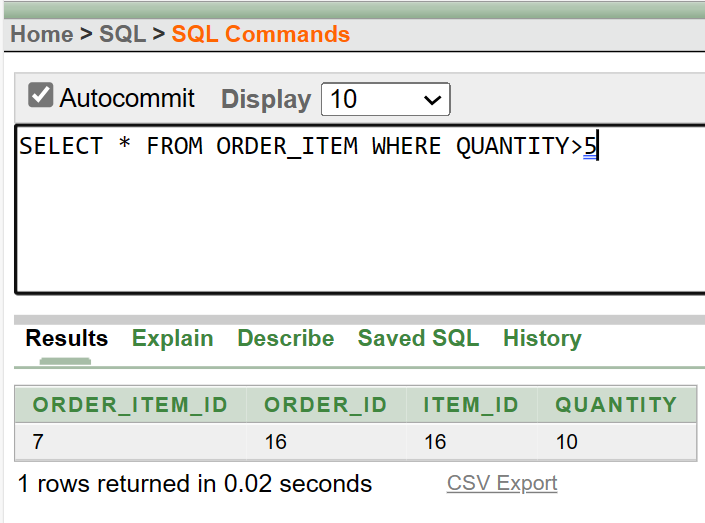 Home > SQL > SQL Commands
Autocommit Display 10
SELECT * FROM ORDER_ITEM WHERE QUANTITY>5
Results Explain Describe Saved SQL History
ORDER_ITEM_ID ORDER_ID ITEM_ID QUANTITY
7 16 16 10
1 rows returned in 0.02 seconds CSV Export